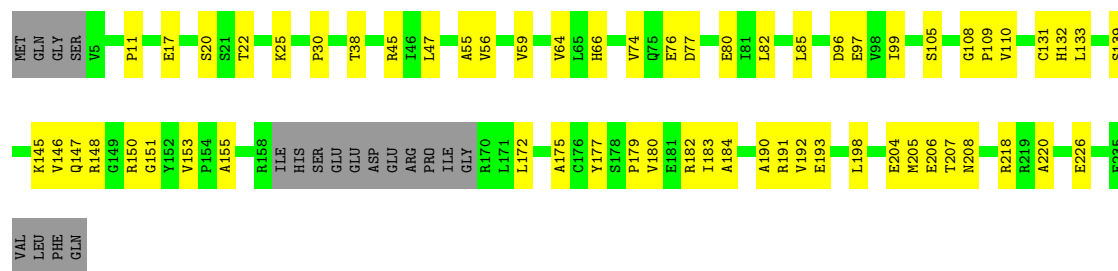 MET GLN GLY SER V5 P11 E17 S20 S21 T22 K25 P30 T38 R45 I46 L47 A55 V56 V59 V64 L65 H66 V74 Q75 E76 D77 E80 I81 L82 L85 D96 E97 V98 I99 S105 G108 P109 V110 C131 H132 L133 S139
K145 V146 Q147 R148 G149 R150 G151 Y152 V153 P154 A155 R158 ILE HIS SER GLU GLU ASP GLU ARG PRO ILE GLY R170 L171 L172 A175 C176 Y177 S178 P179 V180 E181 R182 I183 A184 A190 R191 V192 E193 L198 E204 M205 E206 T207 N208 R218 R219 A220 E226
VAL LEU PHE GLN